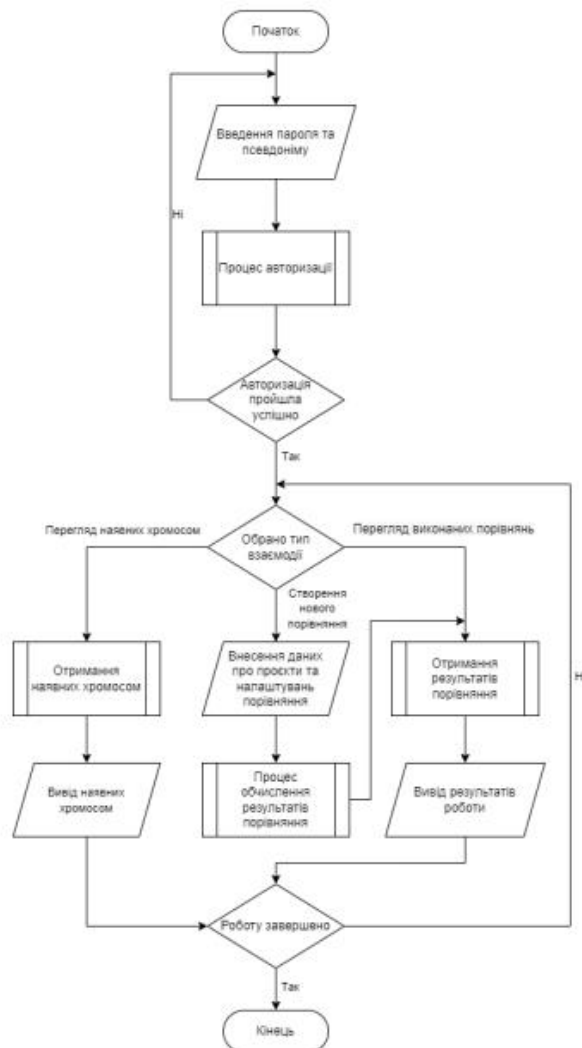 Початок
Введення пароля та
псевдоніму
Ні
Процес авторизації
Авторизація
пройшла
успішно
Так
Перегляд наявних хромосом
Обрано тип
взаємодії
Перегляд виконаних порівнянь
Створення
нового
порівняння
Отримання
наявних хромосом
Внесення даних
про проєкти та
налаштувань
порівняння
Отримання
результатів
порівняння
Вивід наявних
хромосом
Процес
обчислення
результатів
порівняння
Вивід результатів
роботи
Роботу завершено
Так
Кінець